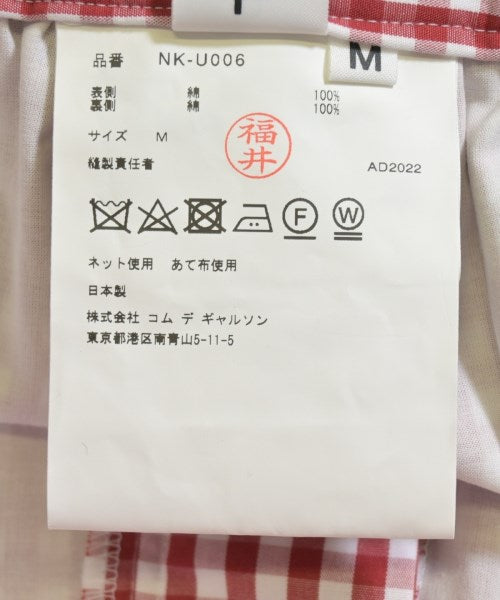 M
品番 NK-U006
表側 綿 100%
裏側 綿 100%
サイズ M
福井
縫製責任者 AD2022
F W
ネット使用 あて布使用
日本製
株式会社 コム デ ギャルソン
東京都港区南青山5-11-5